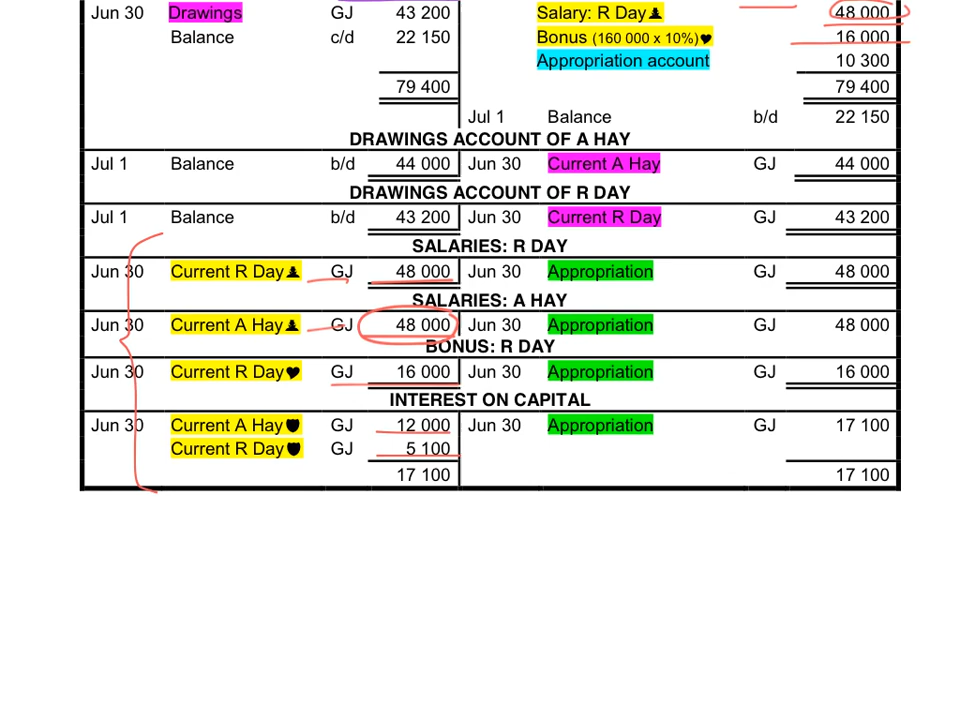 Jun 30 Drawings GJ 43 200 Salary: R Day 48 000
Balance c/d 22 150 Bonus (160 000 x 10%) 16 000
Appropriation account 10 300
79 400 79 400
Jul 1 Balance b/d 22 150
DRAWINGS ACCOUNT OF A HAY
Jul 1 Balance b/d 44 000 Jun 30 Current A Hay GJ 44 000
DRAWINGS ACCOUNT OF R DAY
Jul 1 Balance b/d 43 200 Jun 30 Current R Day GJ 43 200
SALARIES: R DAY
Jun 30 Current R Day GJ 48 000 Jun 30 Appropriation GJ 48 000
SALARIES: A HAY
Jun 30 Current A Hay GJ 48 000 Jun 30 Appropriation GJ 48 000
BONUS: R DAY
Jun 30 Current R Day GJ 16 000 Jun 30 Appropriation GJ 16 000
INTEREST ON CAPITAL
Jun 30 Current A Hay GJ 12 000 Jun 30 Appropriation GJ 17 100
Current R Day GJ 5 100
17 100 17 100